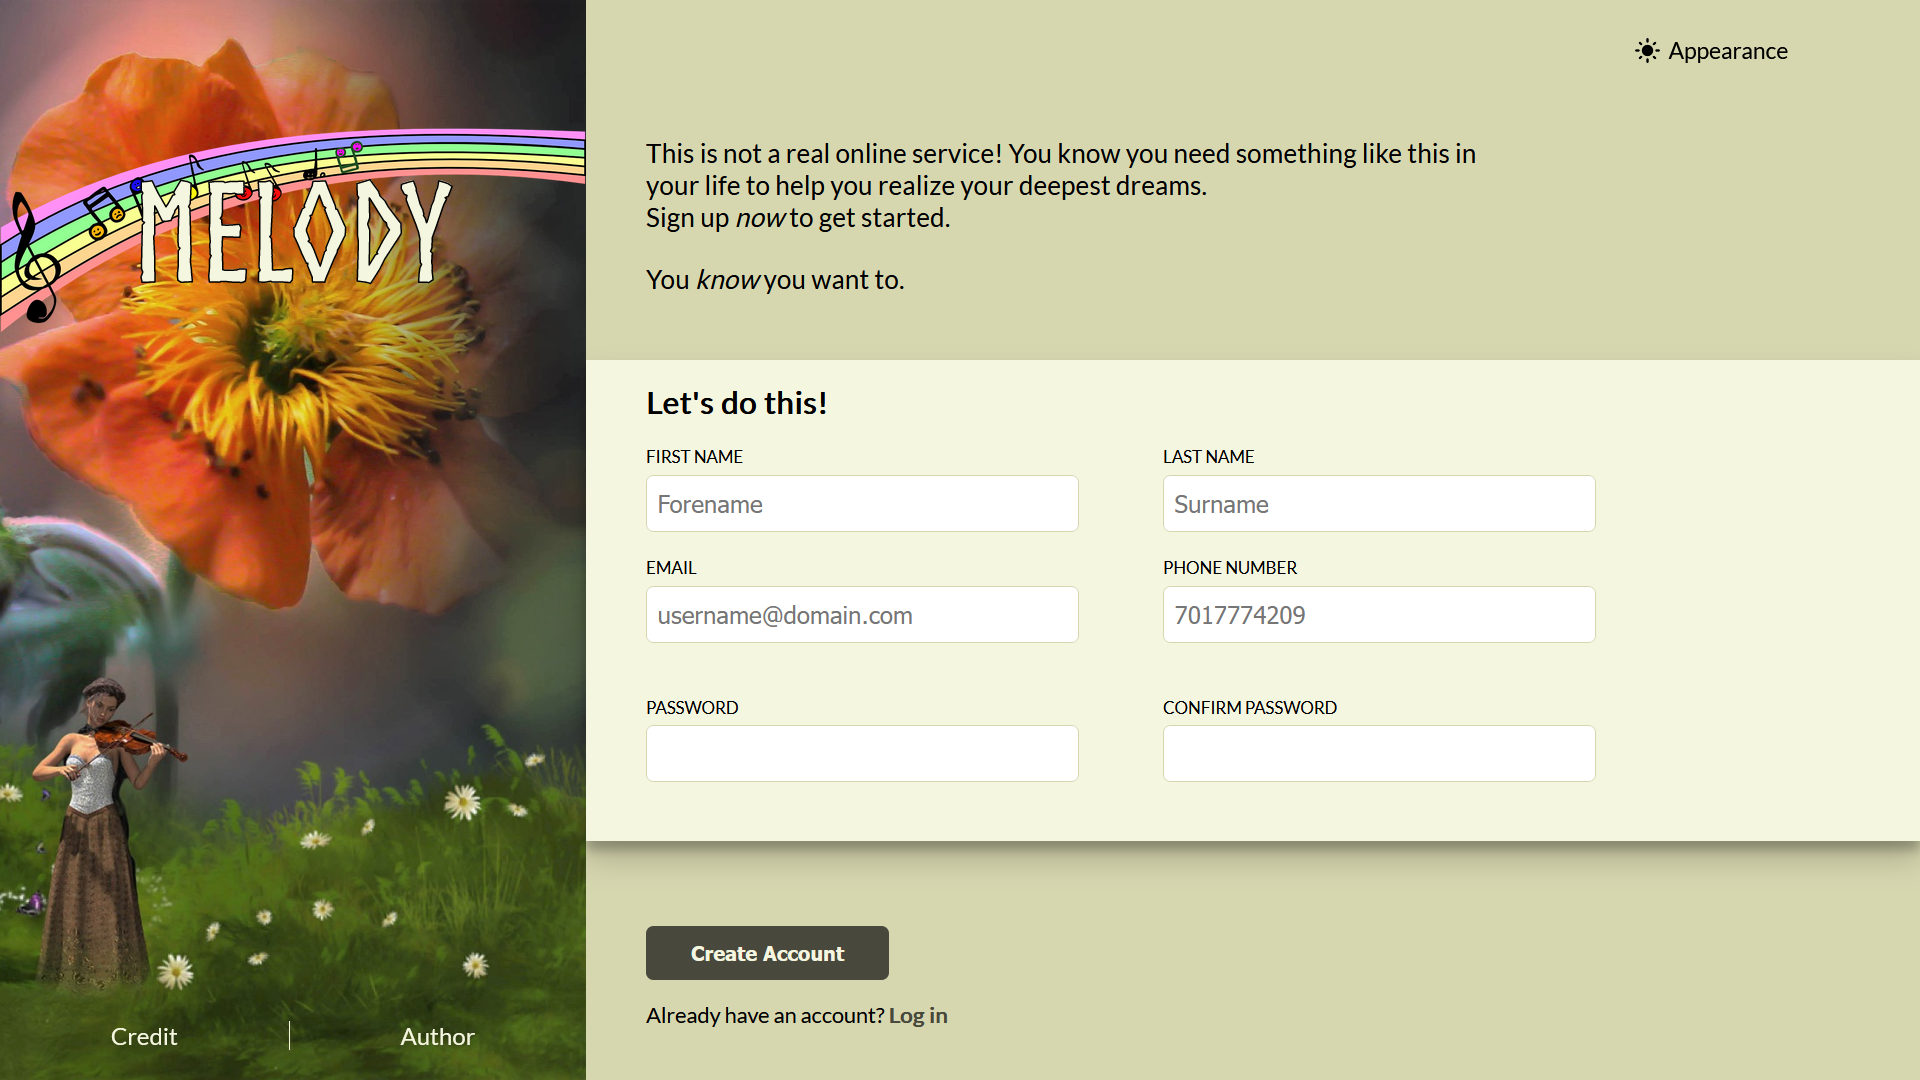 MELODY
Credit
Author
Appearance
This is not a real online service! You know you need something like this in
your life to help you realize your deepest dreams.
Sign up now to get started.
You know you want to.
Let's do this!
FIRST NAME
LAST NAME
Forename
Surname
EMAIL
PHONE NUMBER
username@domain.com
7017774209
PASSWORD
CONFIRM PASSWORD
Create Account
Already have an account? Log in